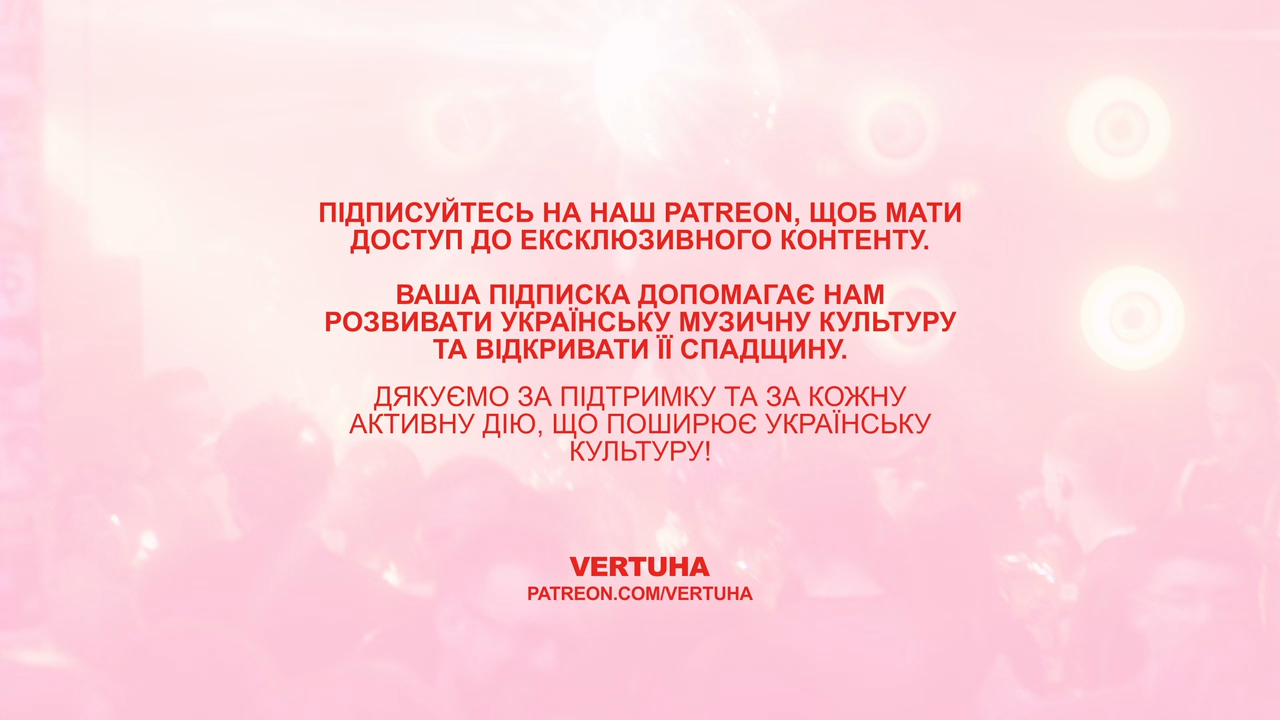 ПІДПИСУЙТЕСЬ НА НАШ PATREON, ЩОБ МАТИ
ДОСТУП ДО ЕКСКЛЮЗИВНОГО КОНТЕНТУ.
ВАША ПІДПИСКА ДОПОМАГАЄ НАМ
РОЗВИВАТИ УКРАЇНСЬКУ МУЗИЧНУ КУЛЬТУРУ
ТА ВІДКРИВАТИ ЇЇ СПАДЩИНУ.
ДЯКУЄМО ЗА ПІДТРИМКУ ТА ЗА КОЖНУ
АКТИВНУ ДІЮ, ЩО ПОШИРЮЄ УКРАЇНСЬКУ
КУЛЬТУРУ!
VERTUHA
PATREON.COM/VERTUHA